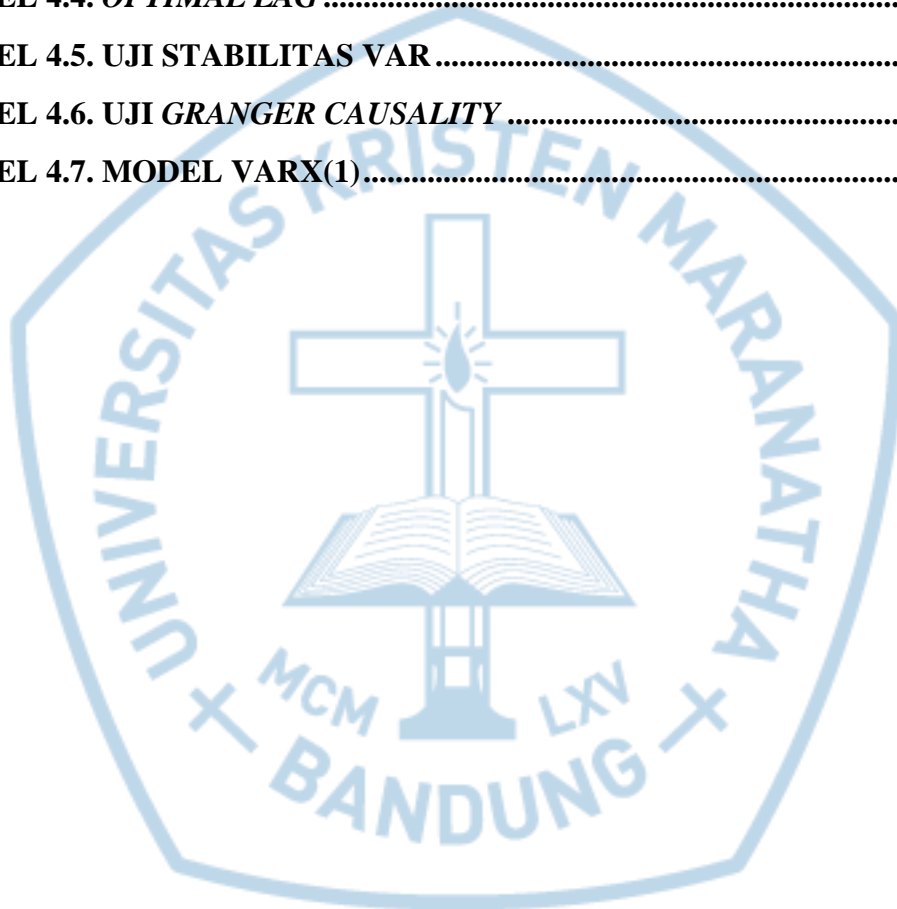 EL 4.4. OPTIMAL LAG ........................................................................
EL 4.5. UJI STABILITAS VAR ...........................................................
EL 4.6. UJI GRANGER CAUSALITY ..................................................
EL 4.7. MODEL VARX(1) ...................................................................
UNIVERSITAS KRISTEN MARANATHA
MCM LXV
BANDUNG